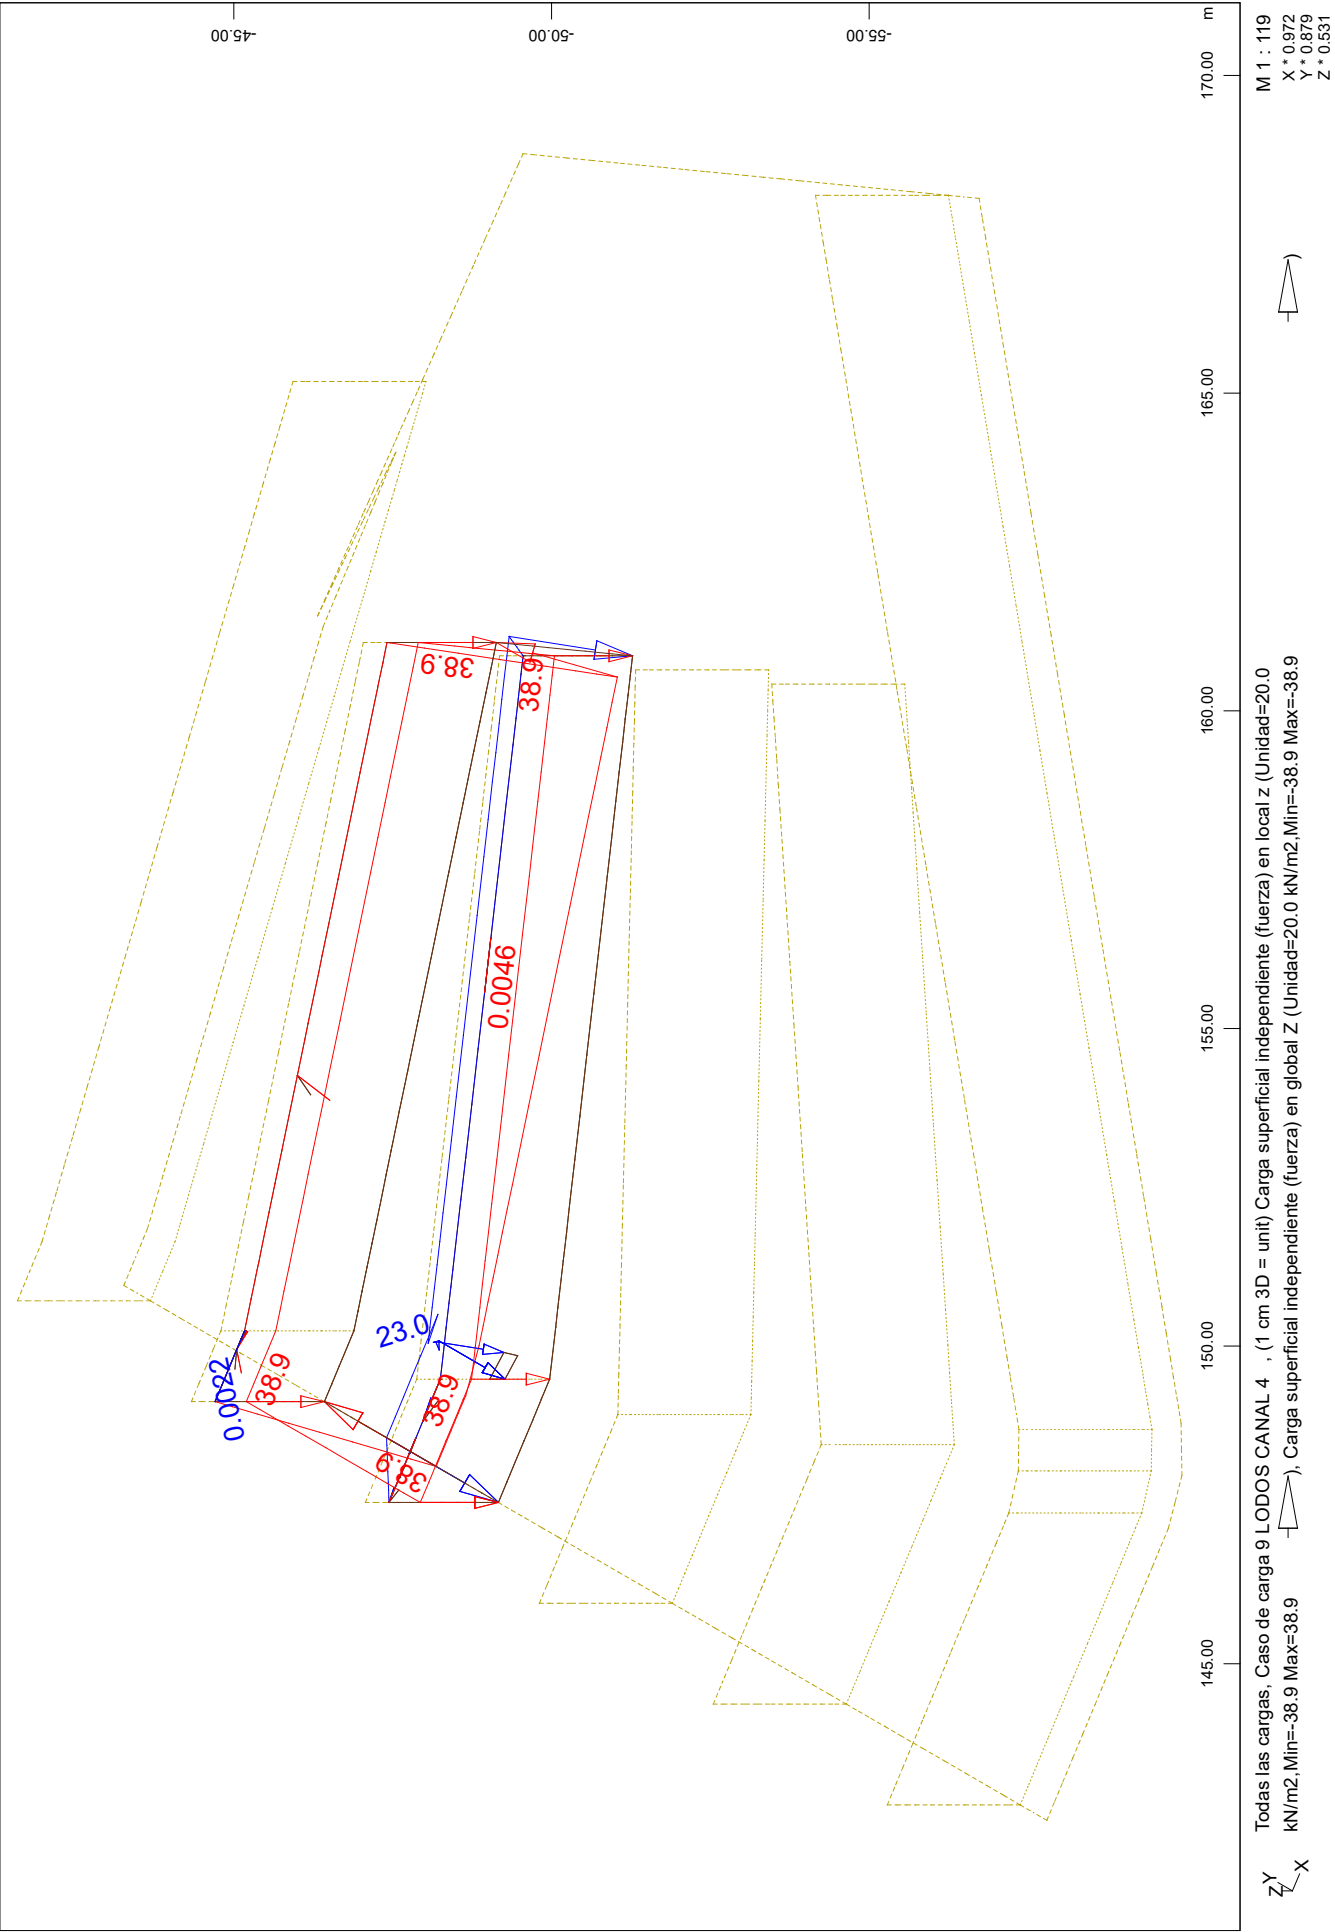 -45.00
-50.00
-55.00
m
170.00
165.00
160.00
155.00
150.00
145.00
38.9
38.9
0.0046
23.0
0.0022
38.9
38.9
38.9
Todas las cargas, Caso de carga 9 LODOS CANAL 4 , (1 cm 3D = unit) Carga superficial independiente (fuerza) en local z (Unidad=20.0
kN/m2,Min=-38.9 Max=38.9 ), Carga superficial independiente (fuerza) en global Z (Unidad=20.0 kN/m2,Min=-38.9 Max=-38.9 )
M 1 : 119
X * 0.972
Y * 0.879
Z * 0.531
Z Y
X